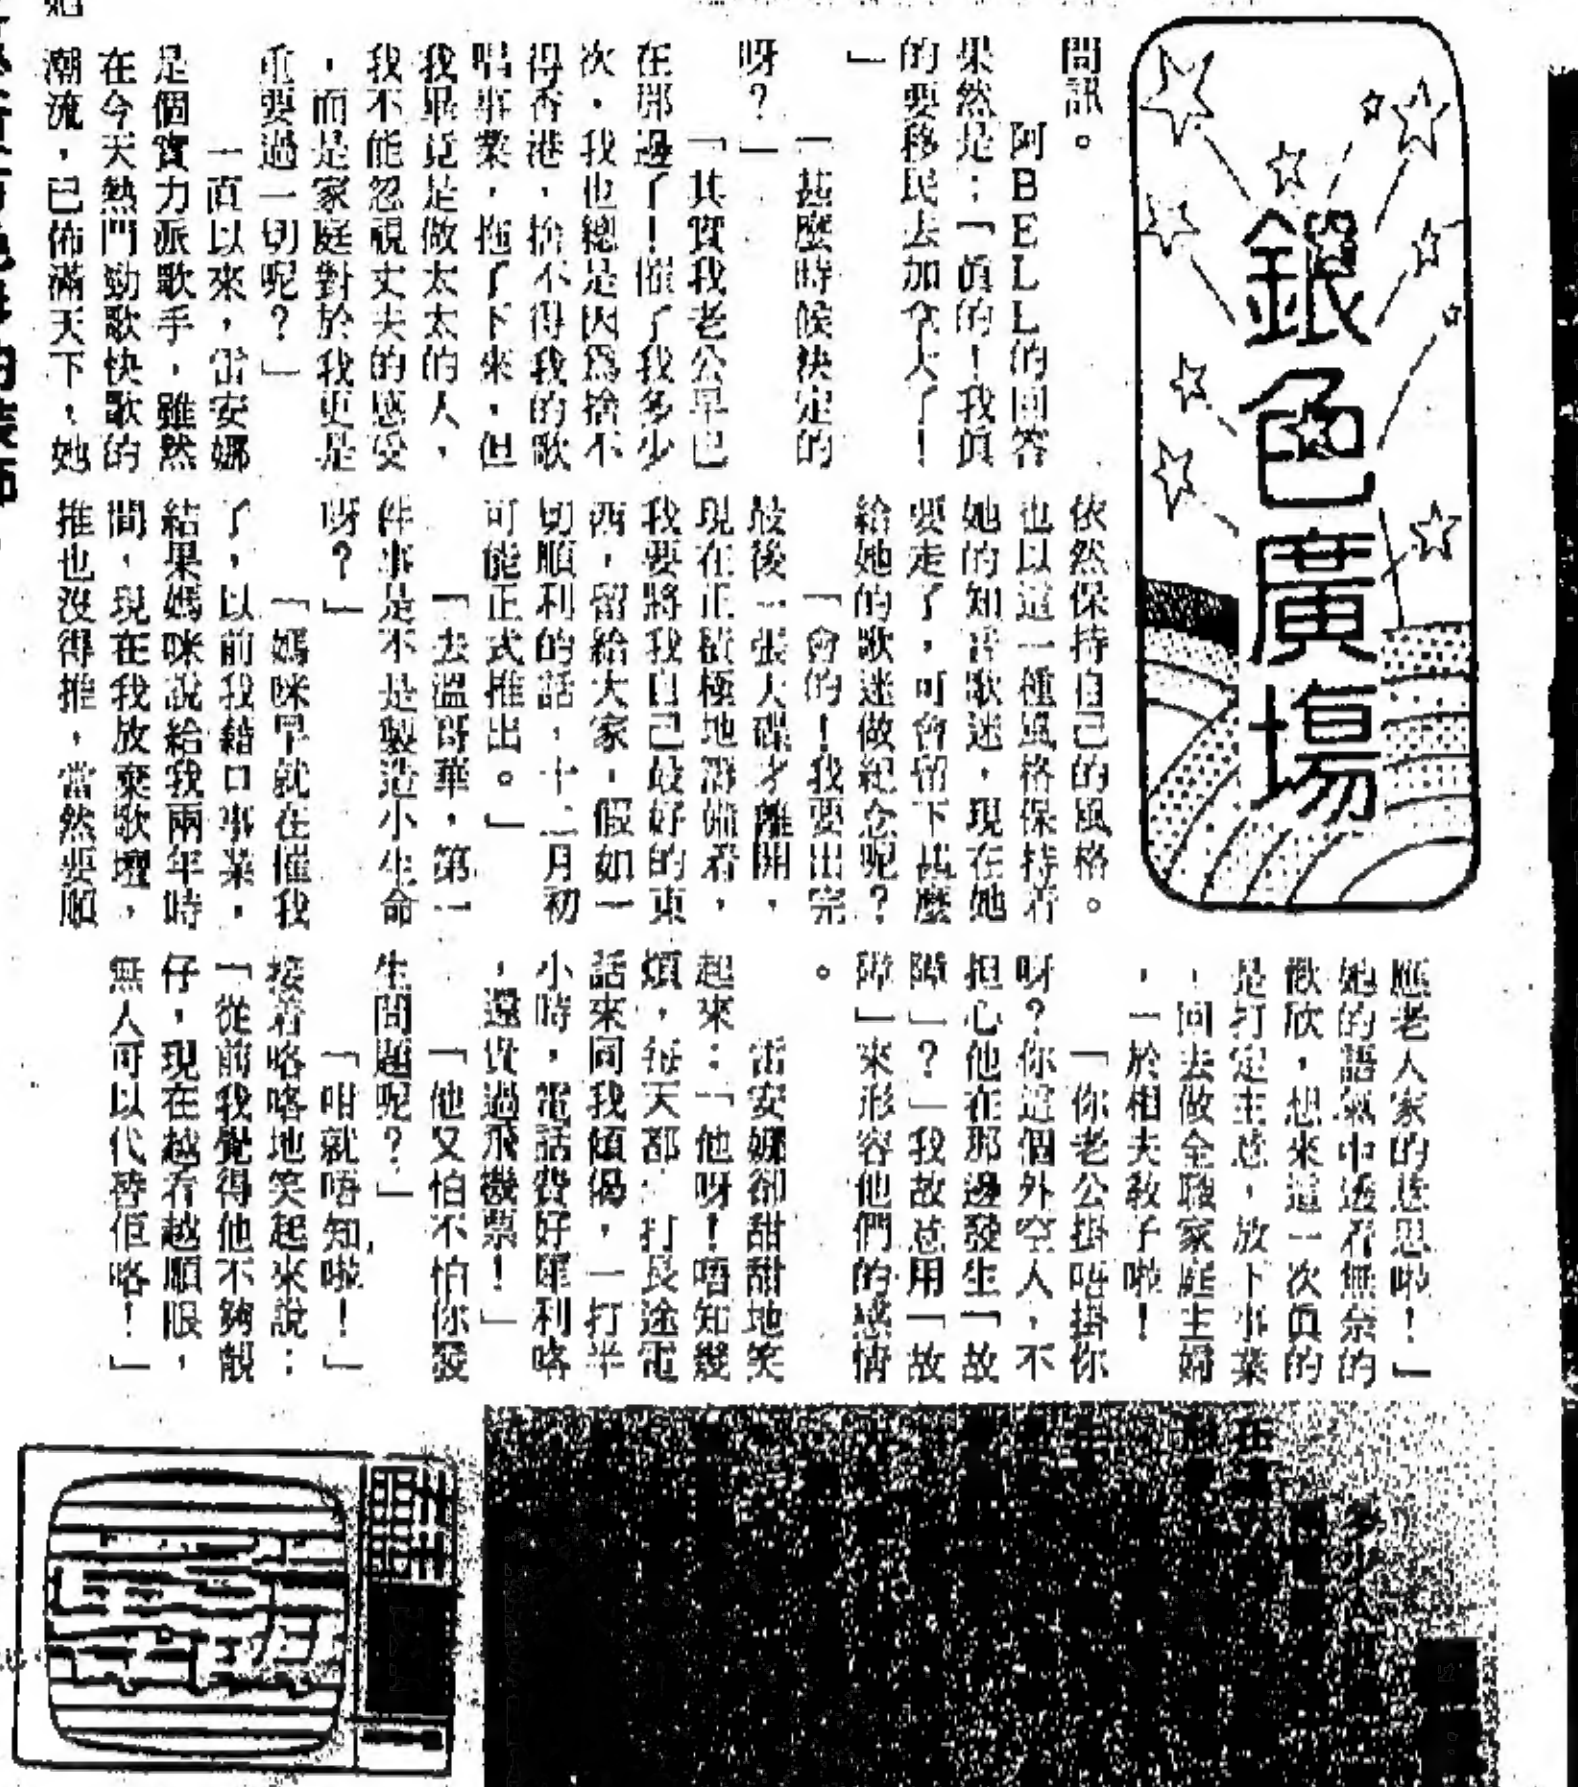 銀色廣場
問訊。
阿BELL的回答
果然是：「眞的！我眞
的要移民去加拿大了！
」
「甚麼時候決定的
呀？」
「其實我老公早已
在那邊了！催了我多少
次，我也總是因爲捨不
得香港，捨不得我的歌
唱事業，拖了下來，但
我畢竟是做太太的人，
我不能忽視丈夫的感受
，而是家庭對於我更是
重要過一切呢？」
一直以來，雷安娜
是個實力派歌手，雖然
在今天熱門勁歌快歌的
潮流，已佈滿天下，她
依然保持自己的風格。
也以這一種風格保持着
她的知音歌迷，現在她
要走了，可會留下甚麼
給她的歌迷做紀念呢？
「會的！我要出完
最後一張大碟才離開，
現在正積極地籌備着，
我要將我自己最好的東
西，留給大家，假如一
切順利的話，十二月初
可能正式推出。」
「去溫哥華，第一
件事是不是製造小生命
呀？」
「媽咪早就在催我
了，以前我藉口事業，
結果媽咪說給我兩年時
間，現在我放棄歌壇，
推也沒得推，當然要順
應老人家的意思啦！」
她的語氣中透着無奈的
歡欣，想來這一次眞的
是打定主意，放下事業
，回去做全職家庭主婦
，一於相夫敎子啦！
「你老公掛唔掛你
呀？你這個外空人，不
担心他在那邊發生「故
障」？」我故意用「故
障」來形容他們的感情
。
雷安娜卻甜甜地笑
起來：「他呀！唔知幾
煩，每天都打長途電
話來同我傾偈，一打半
小時，電話費好犀利咯
，還貴過飛機票！」
「他又怕不怕你發
生問題呢？」
「咁就唔知啦！」
接着咯咯地笑起來說：
「從前我覺得他不夠靚
仔，現在越看越順眼，
無人可以代替佢咯！」